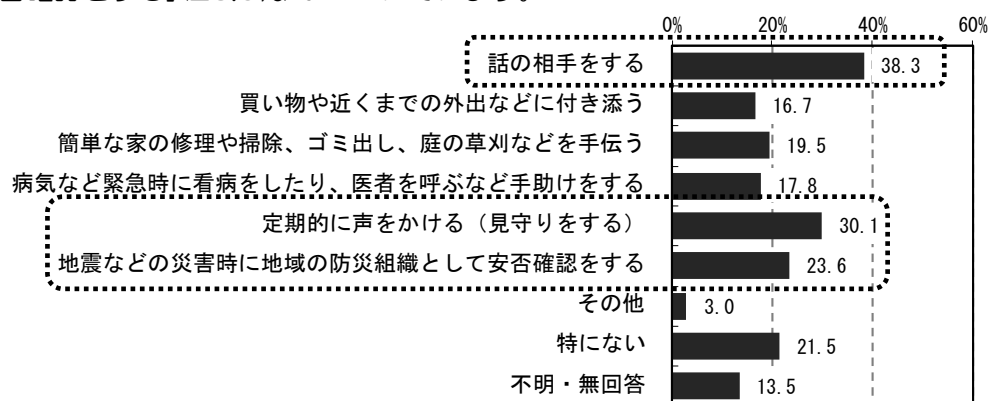 0% 20% 40% 60%
話の相手をする 38.3
買い物や近くまでの外出などに付き添う 16.7
簡単な家の修理や掃除、ゴミ出し、庭の草刈などを手伝う 19.5
病気など緊急時に看病をしたり、医者を呼ぶなど手助けをする 17.8
定期的に声をかける（見守りをする） 30.1
地震などの災害時に地域の防災組織として安否確認をする 23.6
その他 3.0
特にない 21.5
不明・無回答 13.5